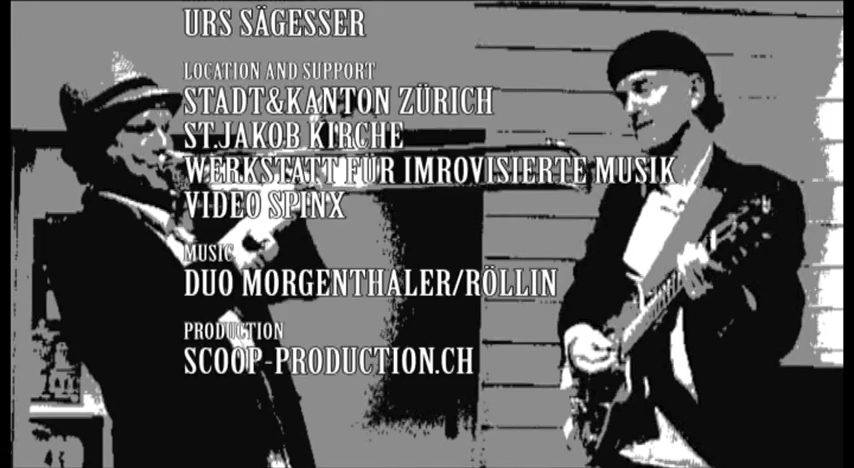 URS SÄGESSER
LOCATION AND SUPPORT
STADT&KANTON ZÜRICH
ST.JAKOB KIRCHE
WERKSTATT FÜR IMROVISIERTE MUSIK
VIDEO SPINX
MUSIC
DUO MORGENTHALER/RÖLLIN
PRODUCTION
SCOOP-PRODUCTION.CH
43